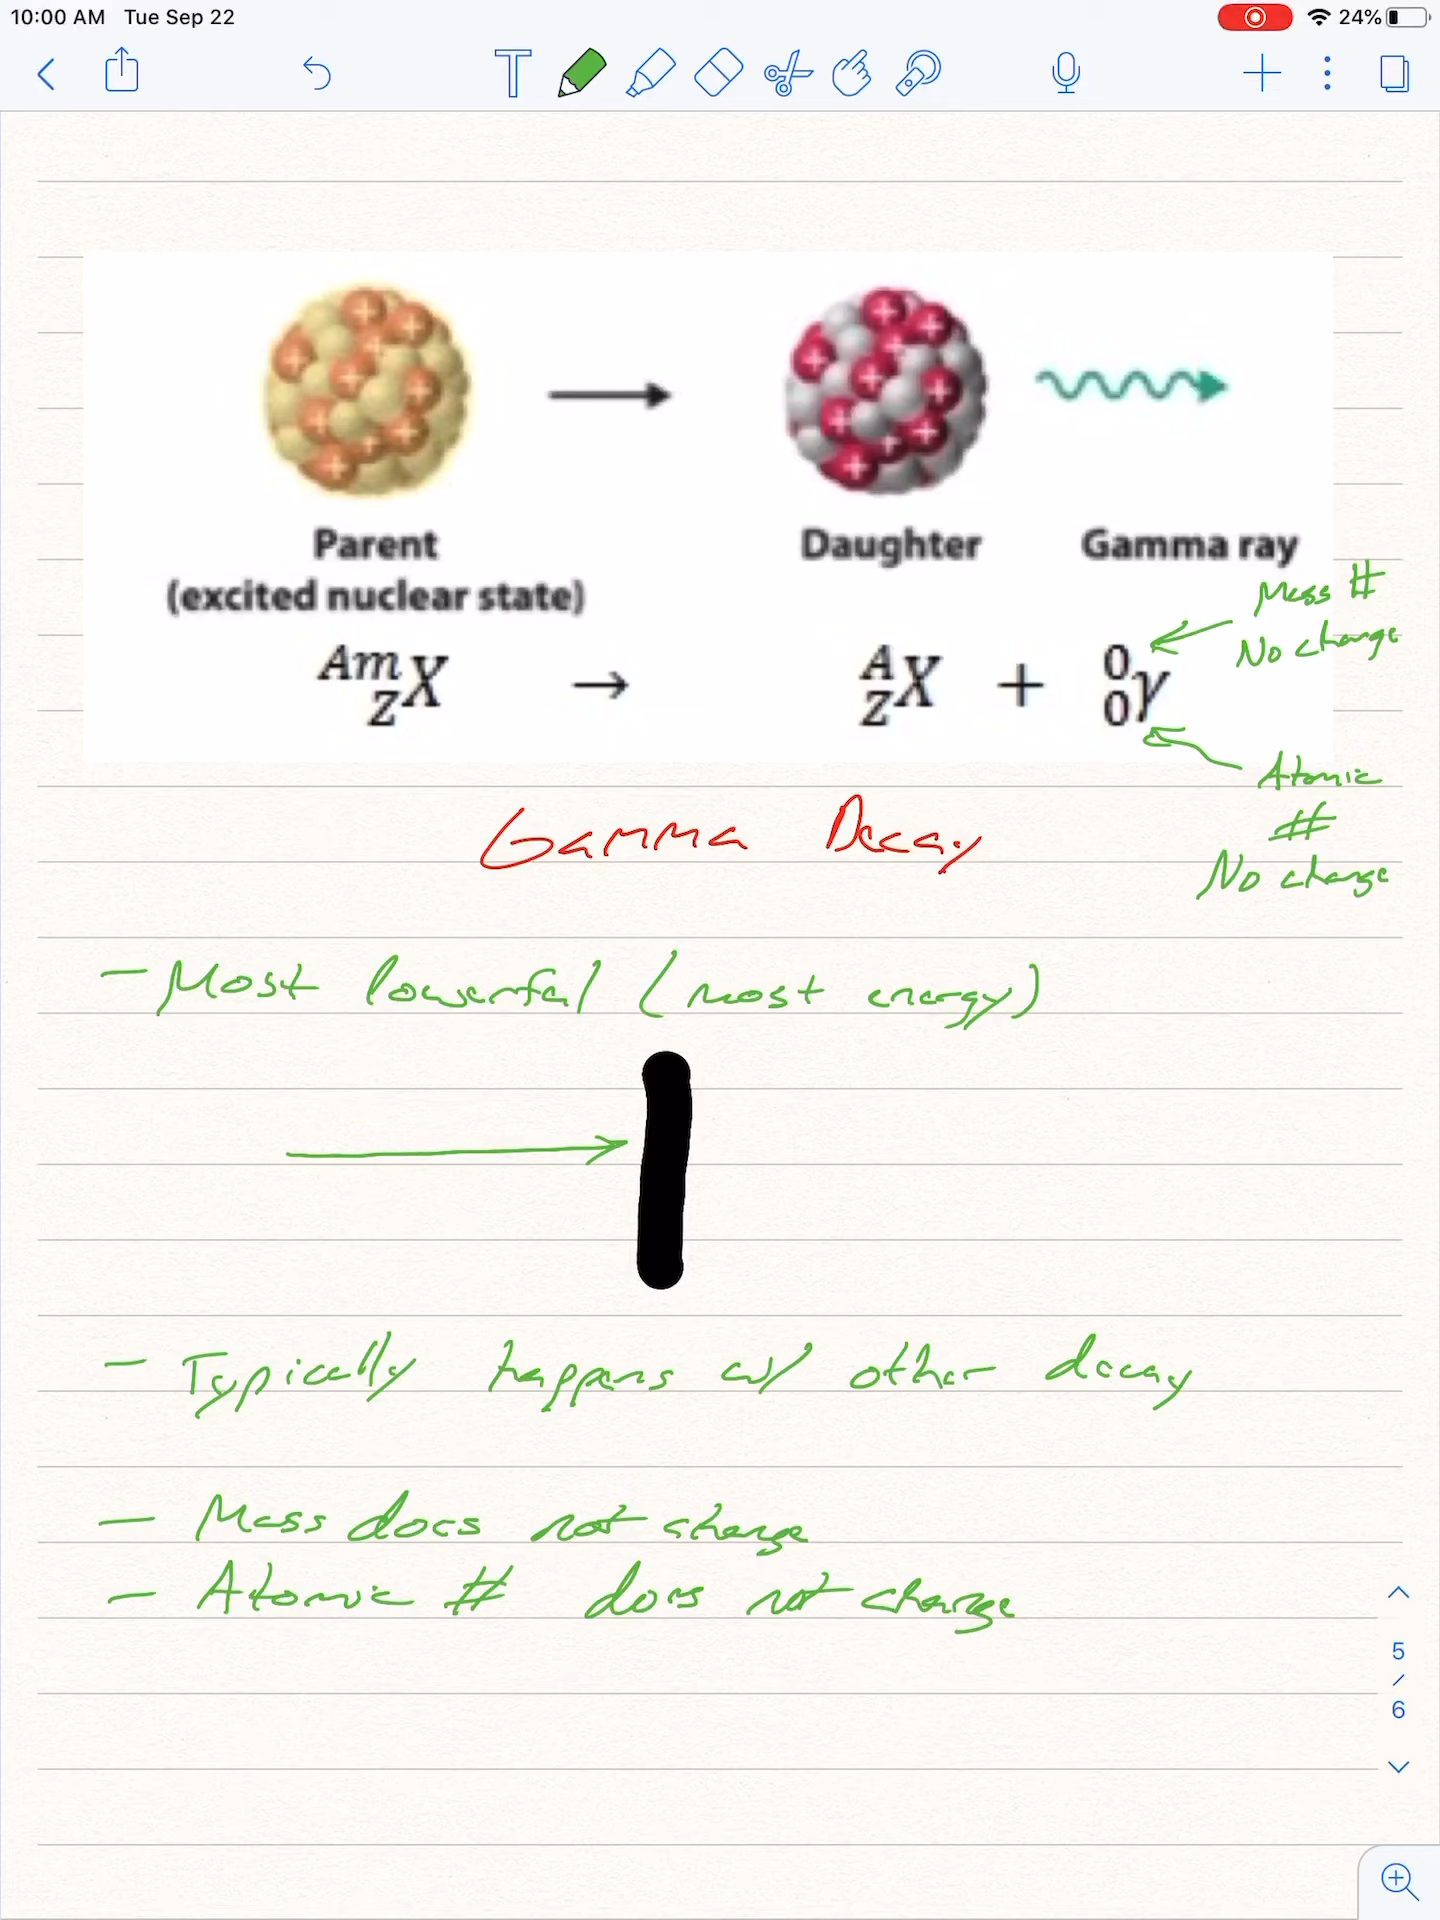 10:00 AM Tue Sep 22
24%
T
Parent
(excited nuclear state)
Daughter
Gamma ray
Mass #
No change
Am Z X → A Z X + 0 0 γ
Atomic
#
No change
Gamma Decay
- Most Powerful (most energy)
- Typically happens w/ other decay
- Mass does not change
- Atomic # does not change
5
/
6